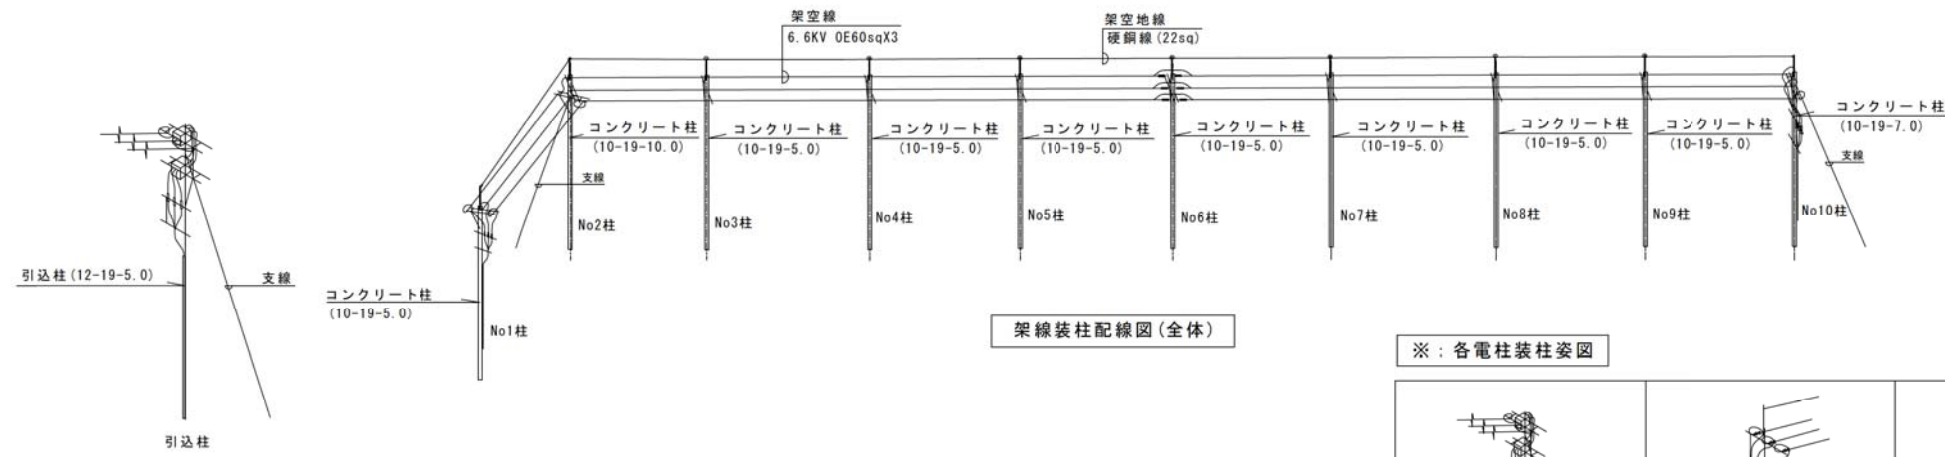 架空線
6.6KV OE60sqX3
架空地線
硬銅線(22sq)
コンクリート柱
(10-19-10.0)
コンクリート柱
(10-19-5.0)
コンクリート柱
(10-19-5.0)
コンクリート柱
(10-19-5.0)
コンクリート柱
(10-19-5.0)
コンクリート柱
(10-19-5.0)
コンクリート柱
(10-19-5.0)
コンクリート柱
(10-19-5.0)
コンクリート柱
(10-19-7.0)
支線
支線
No2柱
No3柱
No4柱
No5柱
No6柱
No7柱
No8柱
No9柱
No10柱
引込柱(12-19-5.0)
支線
コンクリート柱
(10-19-5.0)
No1柱
引込柱
架線装柱配線図(全体)
※:各電柱装柱姿図